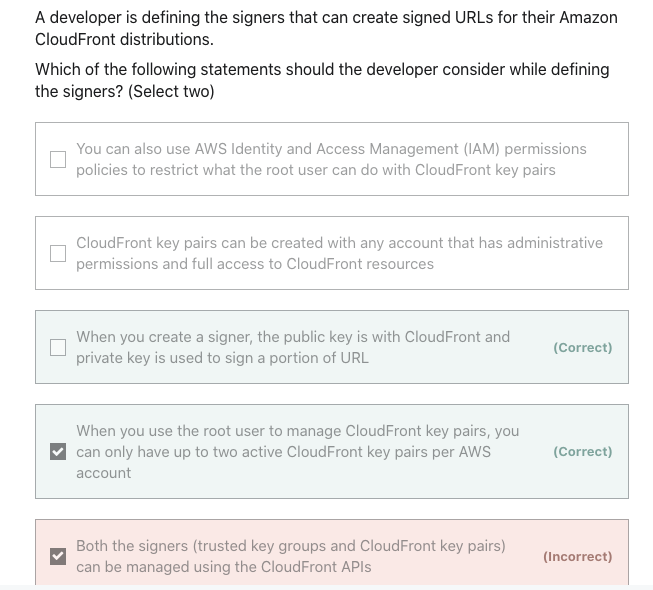 A developer is defining the signers that can create signed URLs for their Amazon
CloudFront distributions.
Which of the following statements should the developer consider while defining
the signers? (Select two)
You can also use AWS Identity and Access Management (IAM) permissions
policies to restrict what the root user can do with CloudFront key pairs
CloudFront key pairs can be created with any account that has administrative
permissions and full access to CloudFront resources
When you create a signer, the public key is with CloudFront and
private key is used to sign a portion of URL
(Correct)
When you use the root user to manage CloudFront key pairs, you
can only have up to two active CloudFront key pairs per AWS
account
(Correct)
Both the signers (trusted key groups and CloudFront key pairs)
can be managed using the CloudFront APIs
(Incorrect)